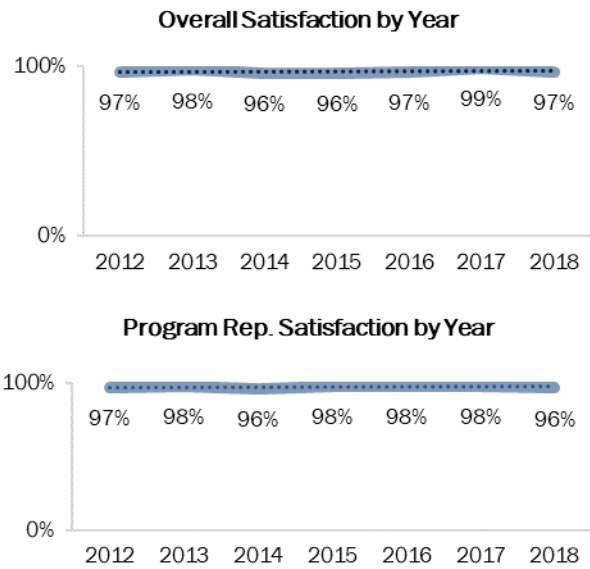 Overall Satisfaction by Year
100%
97% 98% 96% 96% 97% 99% 97%
0%
2012 2013 2014 2015 2016 2017 2018
Program Rep. Satisfaction by Year
100%
97% 98% 96% 98% 98% 98% 96%
0%
2012 2013 2014 2015 2016 2017 2018